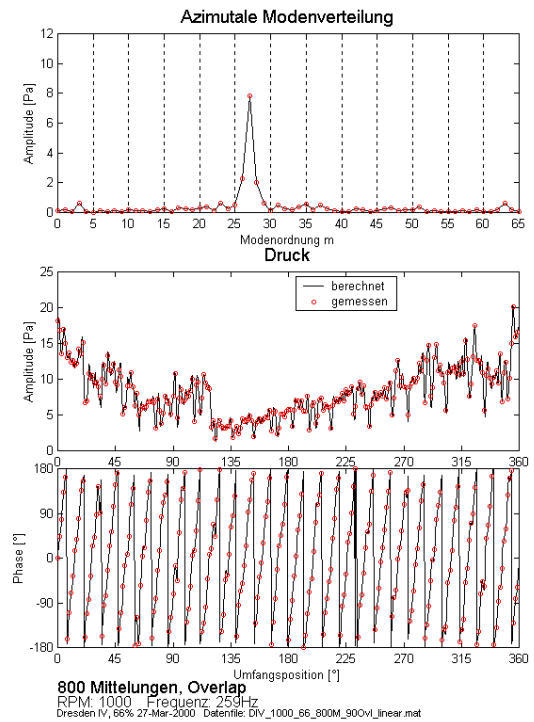 Azimutale Modenverteilung
12
10
8
6
4
2
0
Amplitude [Pa]
0 5 10 15 20 25 30 35 40 45 50 55 60 65
Modenordnung m
Druck
25
20
15
10
5
0
Amplitude [Pa]
berechnet
gemessen
0 45 90 135 180 225 270 315 360
180
90
0
-90
-180
Phase [°]
0 45 90 135 180 225 270 315 360
Umfangsposition [°]
800 Mittelungen, Overlap
RPM: 1000 Frequenz: 259Hz
Dresden IV, 66% 27-Mar-2000 Datenfile: DIV_1000_66_800M_90Ovl_linear.mat